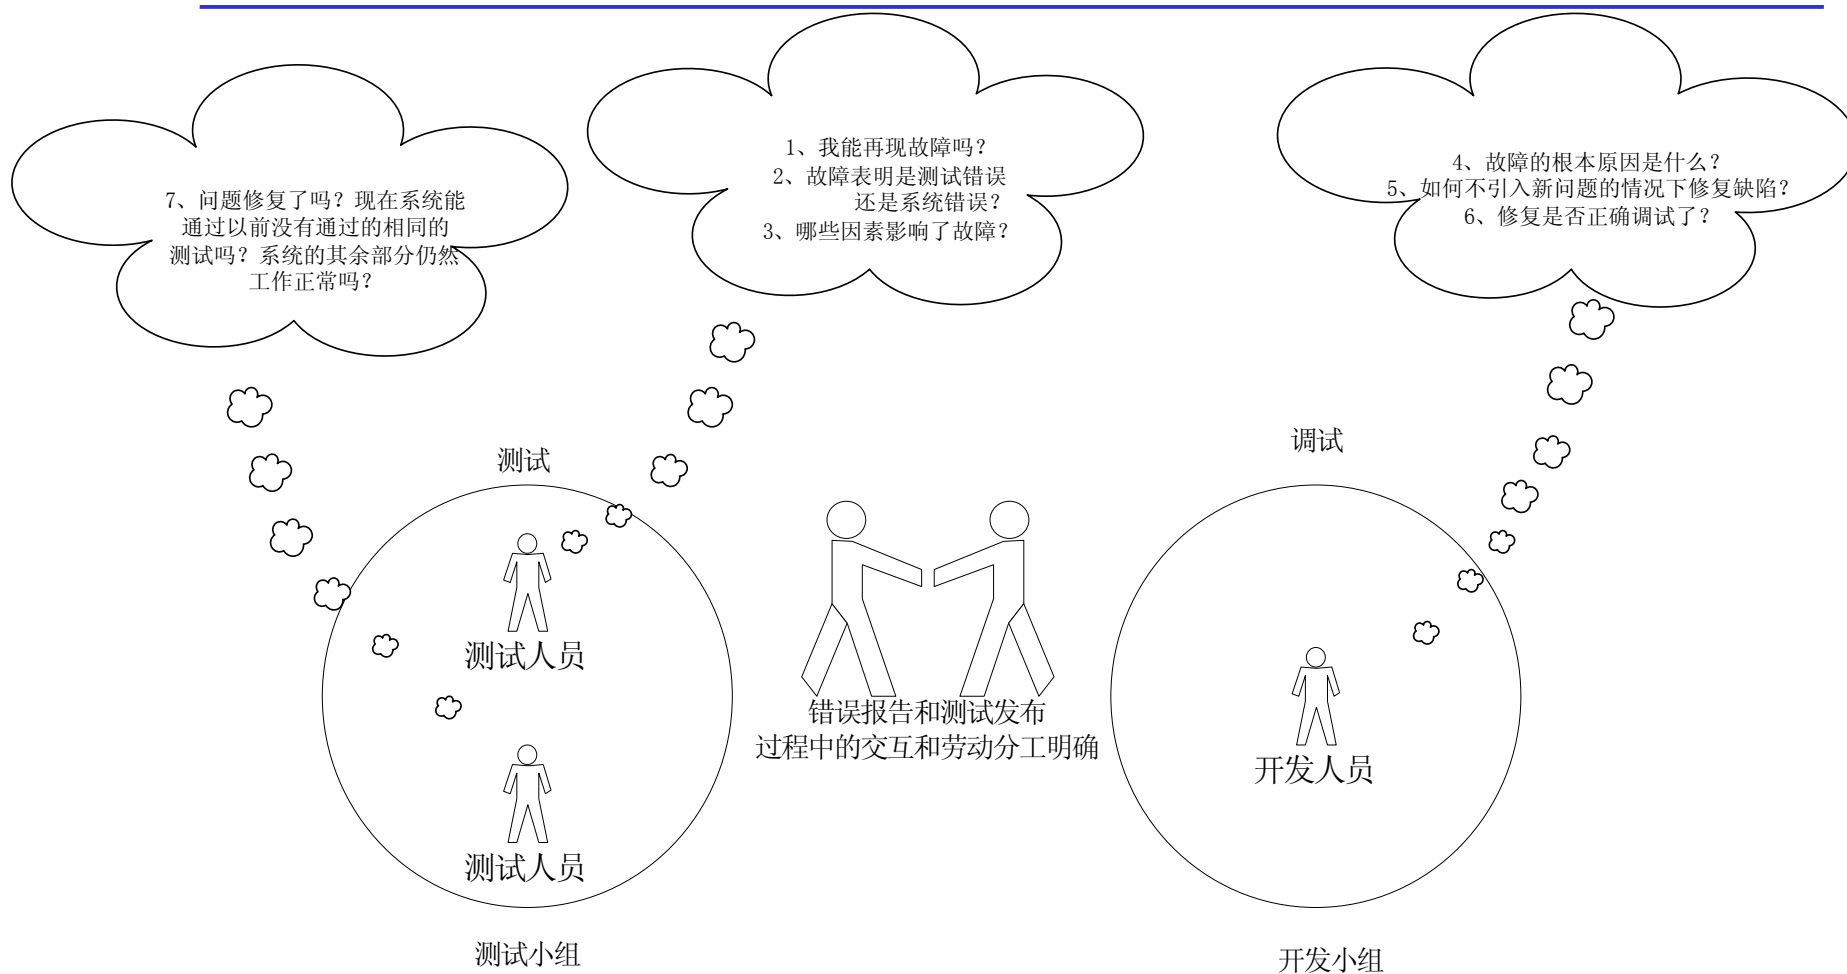 7、问题修复了吗？现在系统能
通过以前没有通过的相同的
测试吗？系统的其余部分仍然
工作正常吗？
1、我能再现故障吗？
2、故障表明是测试错误
还是系统错误？
3、哪些因素影响了故障？
4、故障的根本原因是什么？
5、如何不引入新问题的情况下修复缺陷？
6、修复是否正确调试了？
测试
调试
测试人员
测试人员
错误报告和测试发布
过程中的交互和劳动分工明确
开发人员
测试小组
开发小组